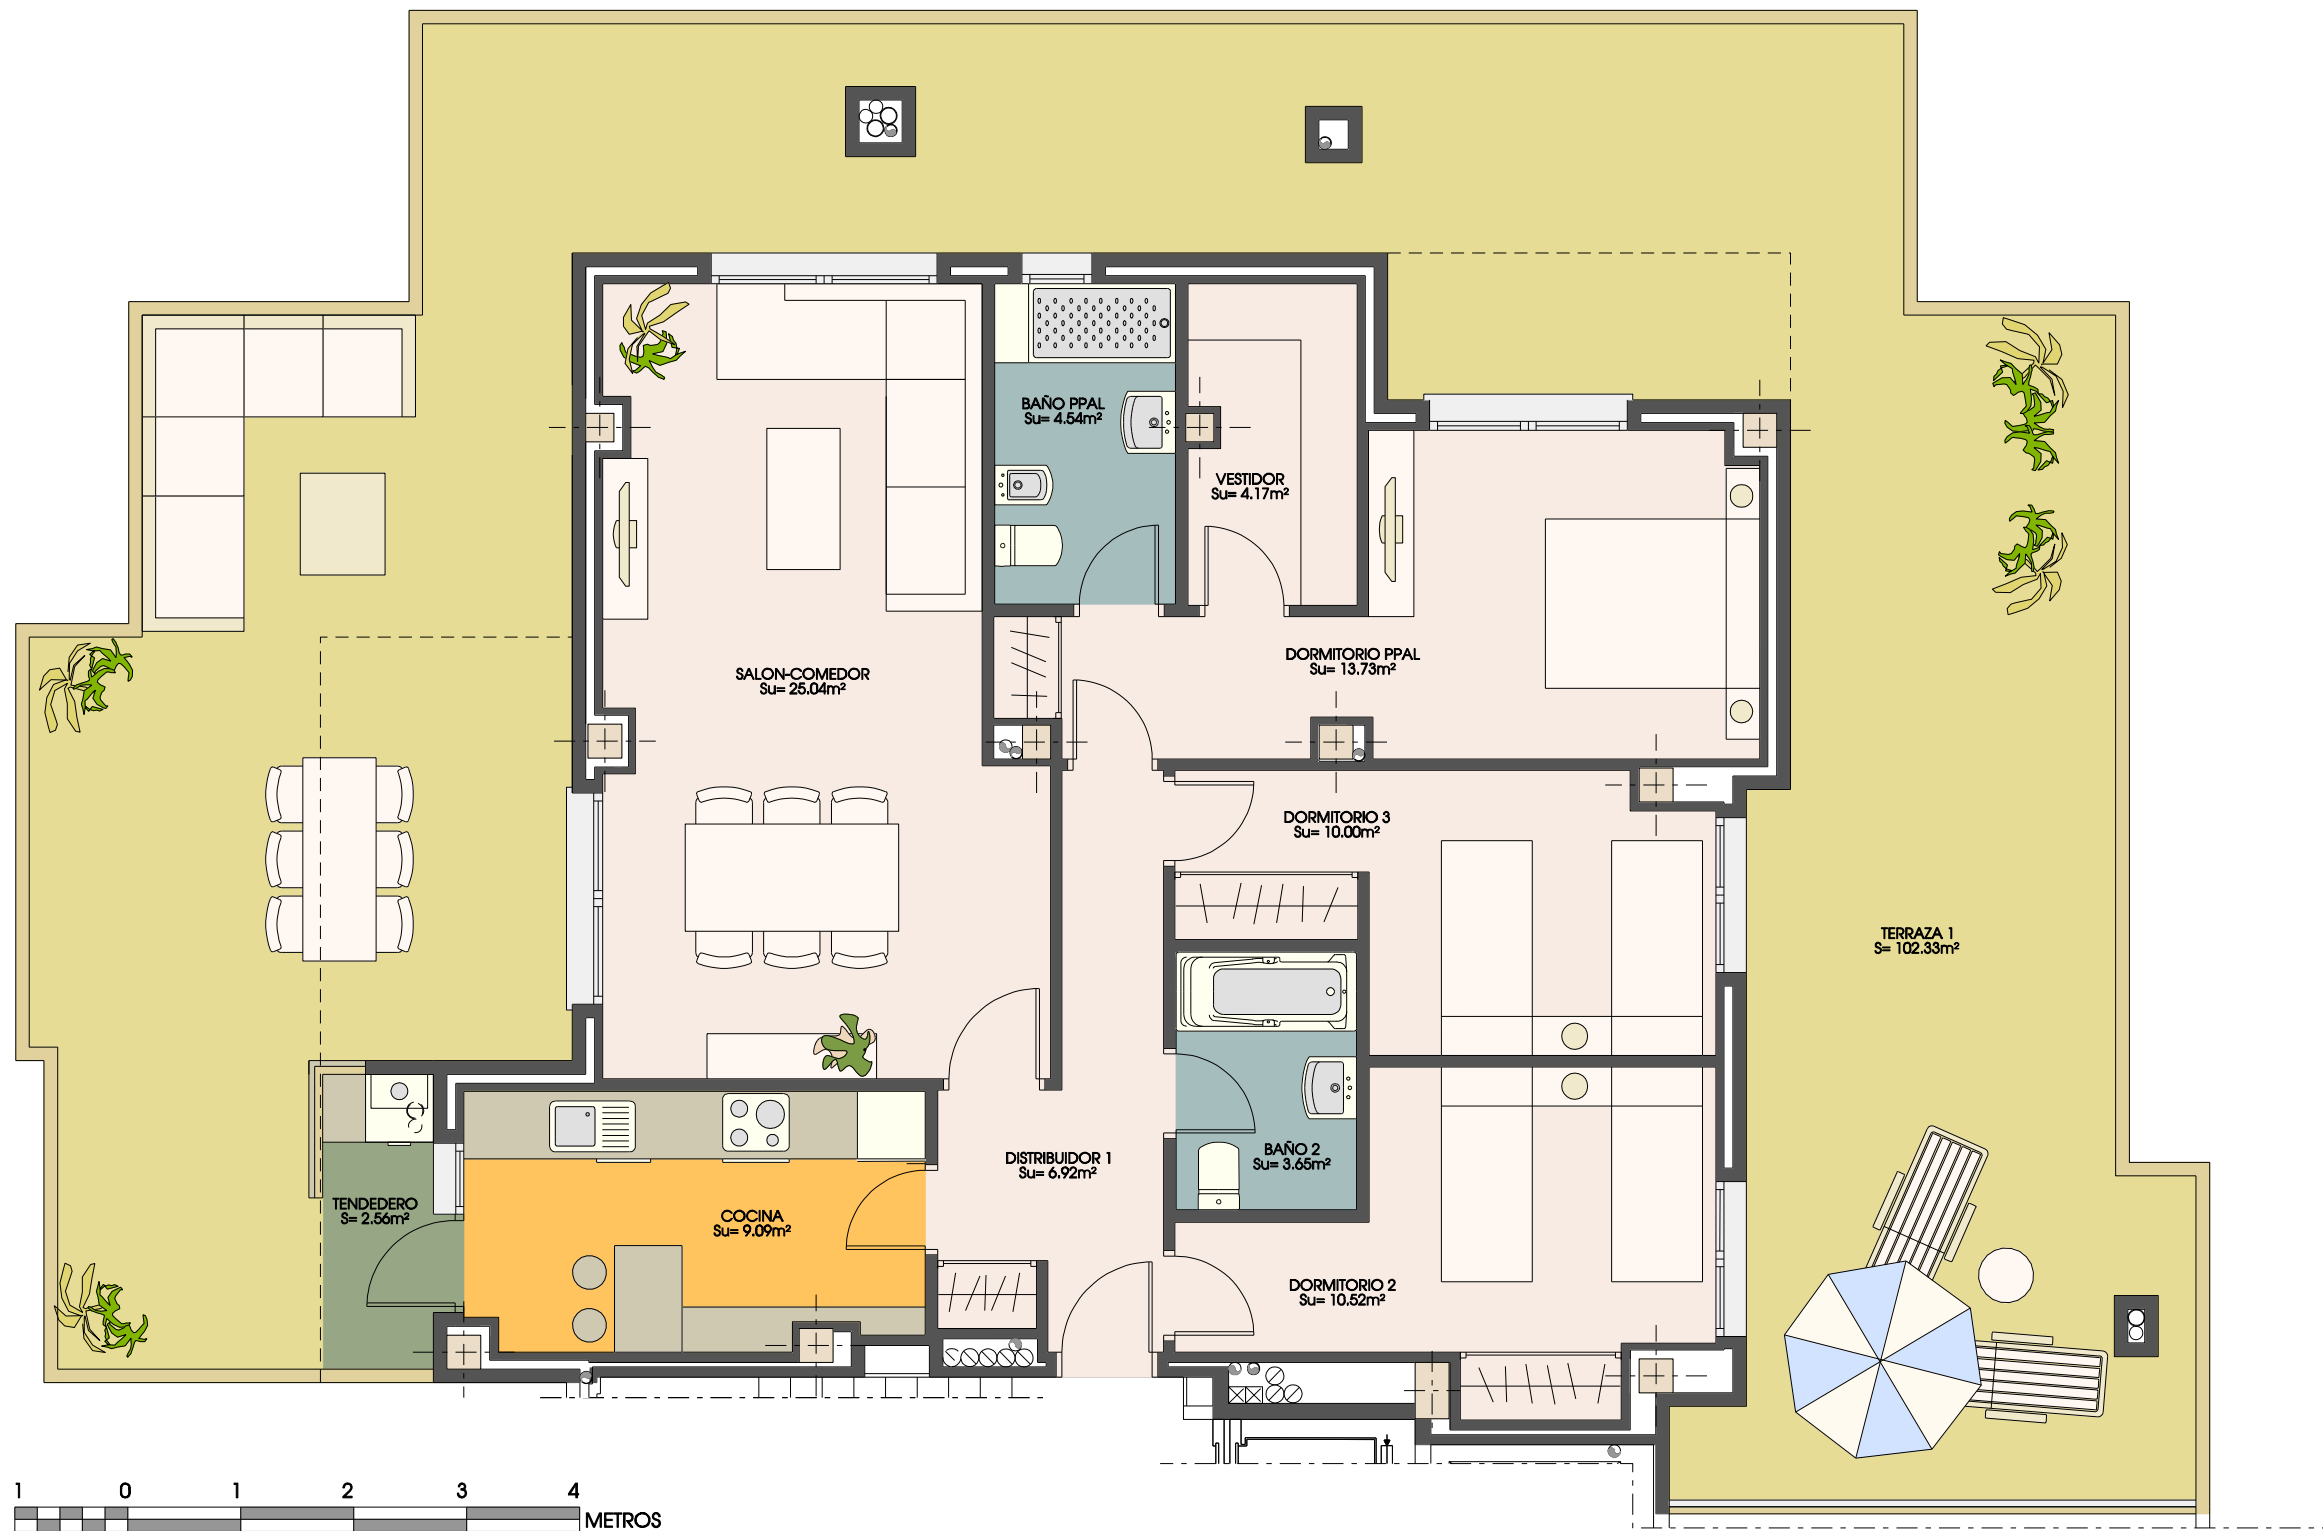 BAÑO PPAL
Su= 4.54m²
VESTIDOR
Su= 4.17m²
SALON-COMEDOR
Su= 25.04m²
DORMITORIO PPAL
Su= 13.73m²
DORMITORIO 3
Su= 10.00m²
TERRAZA 1
S= 102.33m²
BAÑO 2
Su= 3.65m²
DISTRIBUIDOR 1
Su= 6.92m²
TENDEDERO
S= 2.56m²
COCINA
Su= 9.09m²
DORMITORIO 2
Su= 10.52m²
1 0 1 2 3 4
METROS